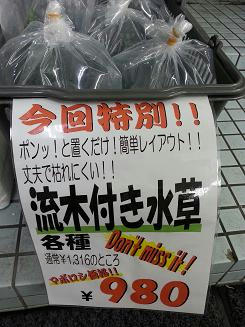 今回特別!!
ポンッ!と置くだけ!簡単レイアウト!!
丈夫で枯れにくい!!
流木付き水草
各種
Don't miss it!
通常¥1,316のところ
¥980